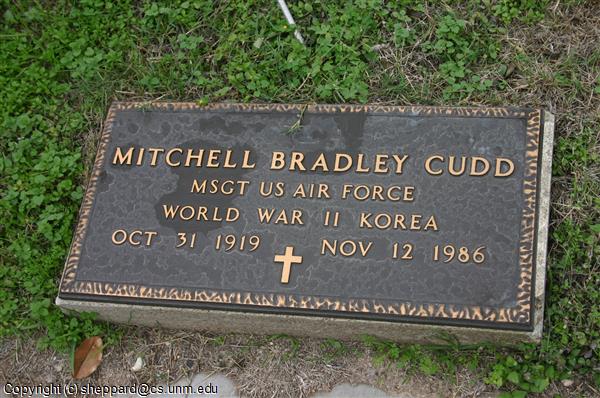 MITCHELL BRADLEY CUDD
MSGT US AIR FORCE
WORLD WAR II KOREA
OCT 31 1919 NOV 12 1986
Copyright (c) sheppard@cs.unm.edu